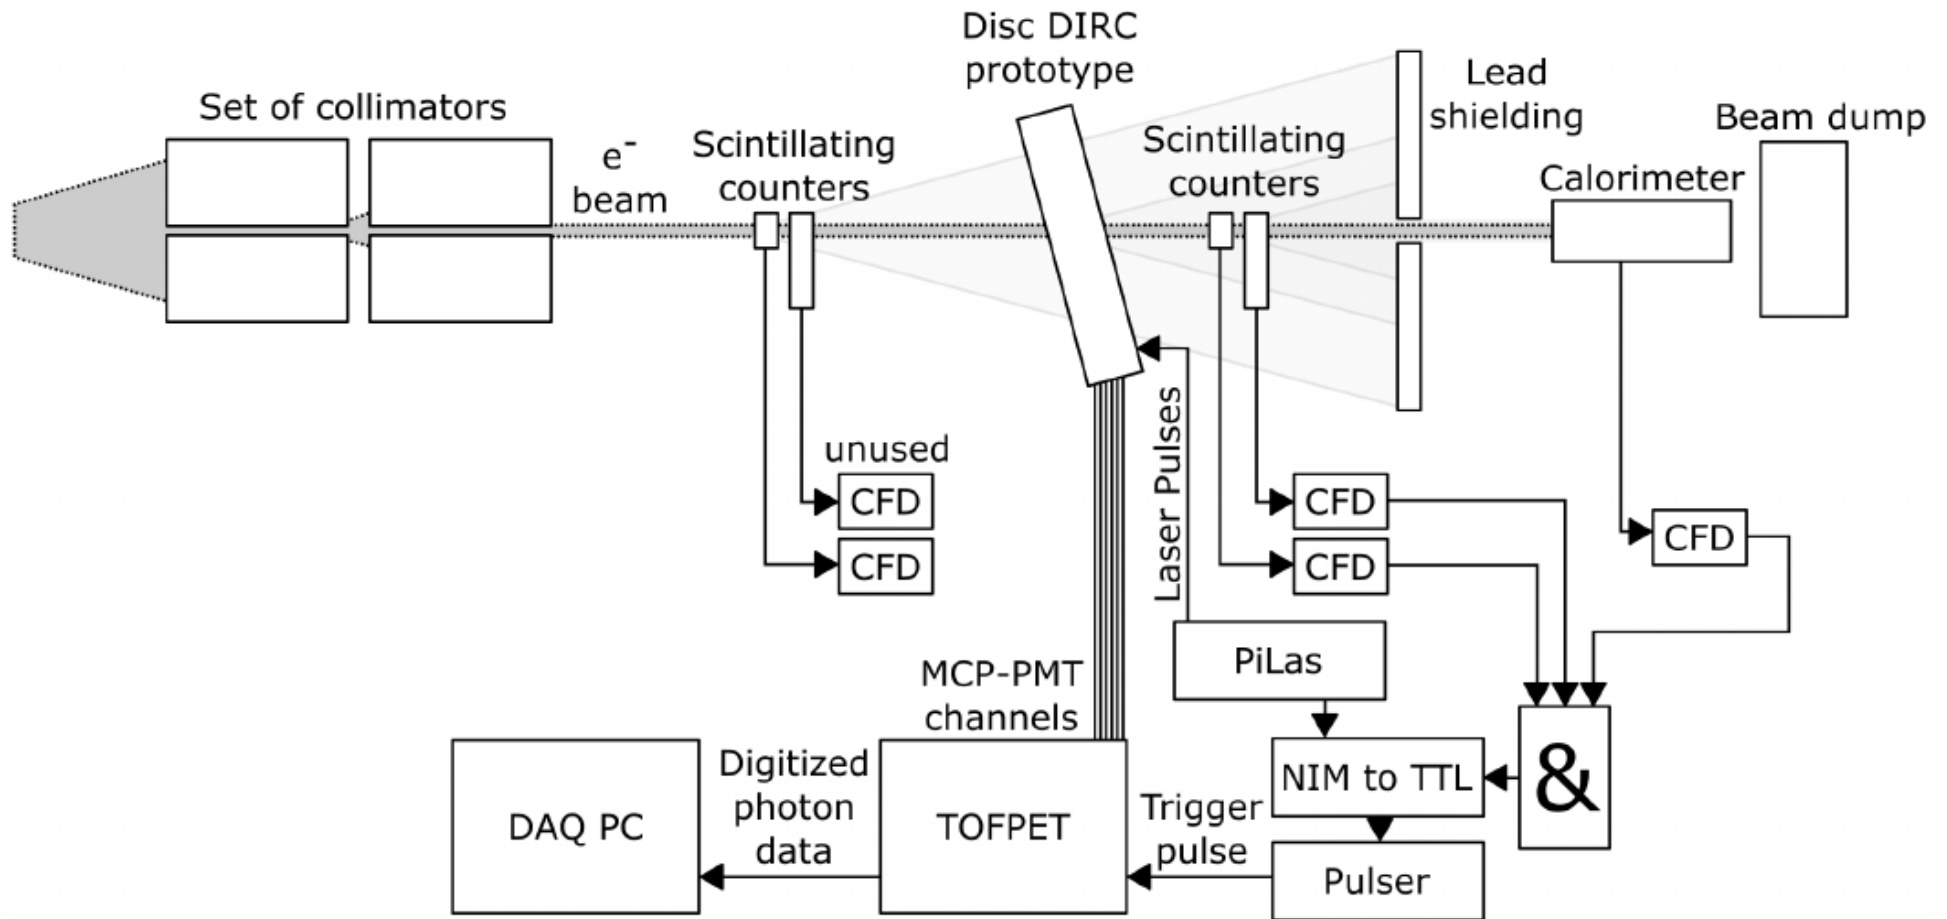 Disc DIRC
prototype
Set of collimators
e-
beam
Scintillating
counters
Scintillating
counters
Lead
shielding
Beam dump
Calorimeter
unused
CFD
CFD
Laser Pulses
CFD
CFD
CFD
MCP-PMT
channels
PiLas
DAQ PC
Digitized
photon
data
TOFPET
Trigger
pulse
NIM to TTL
&
Pulser